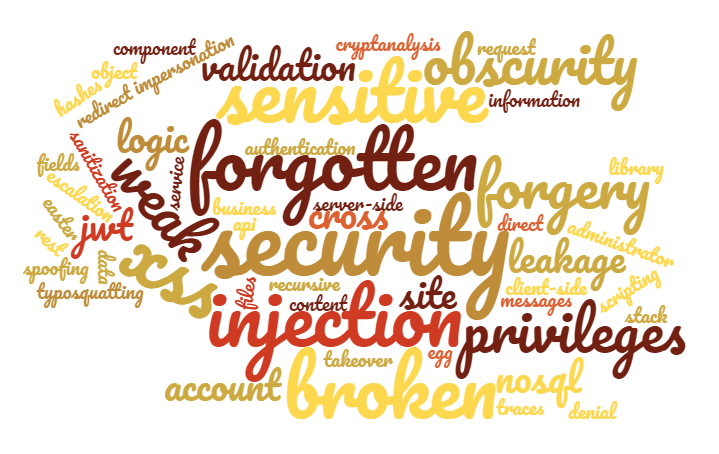 component
cryptanalysis
request
redirect
impersonation
object
hashes
validation
obscurity
sensitive
information
sanitization
logic
authentication
forgotten
fields
escalation
service
weak
library
forgery
easter
jwt
business
api
server-side
cross
security
direct
administrator
rest
spoofing
data
xss
leakage
typosquatting
files
recursive
content
site
client-side
messages
scripting
stack
injection
privileges
takeover
egg
account
broken
nosql
traces
denial